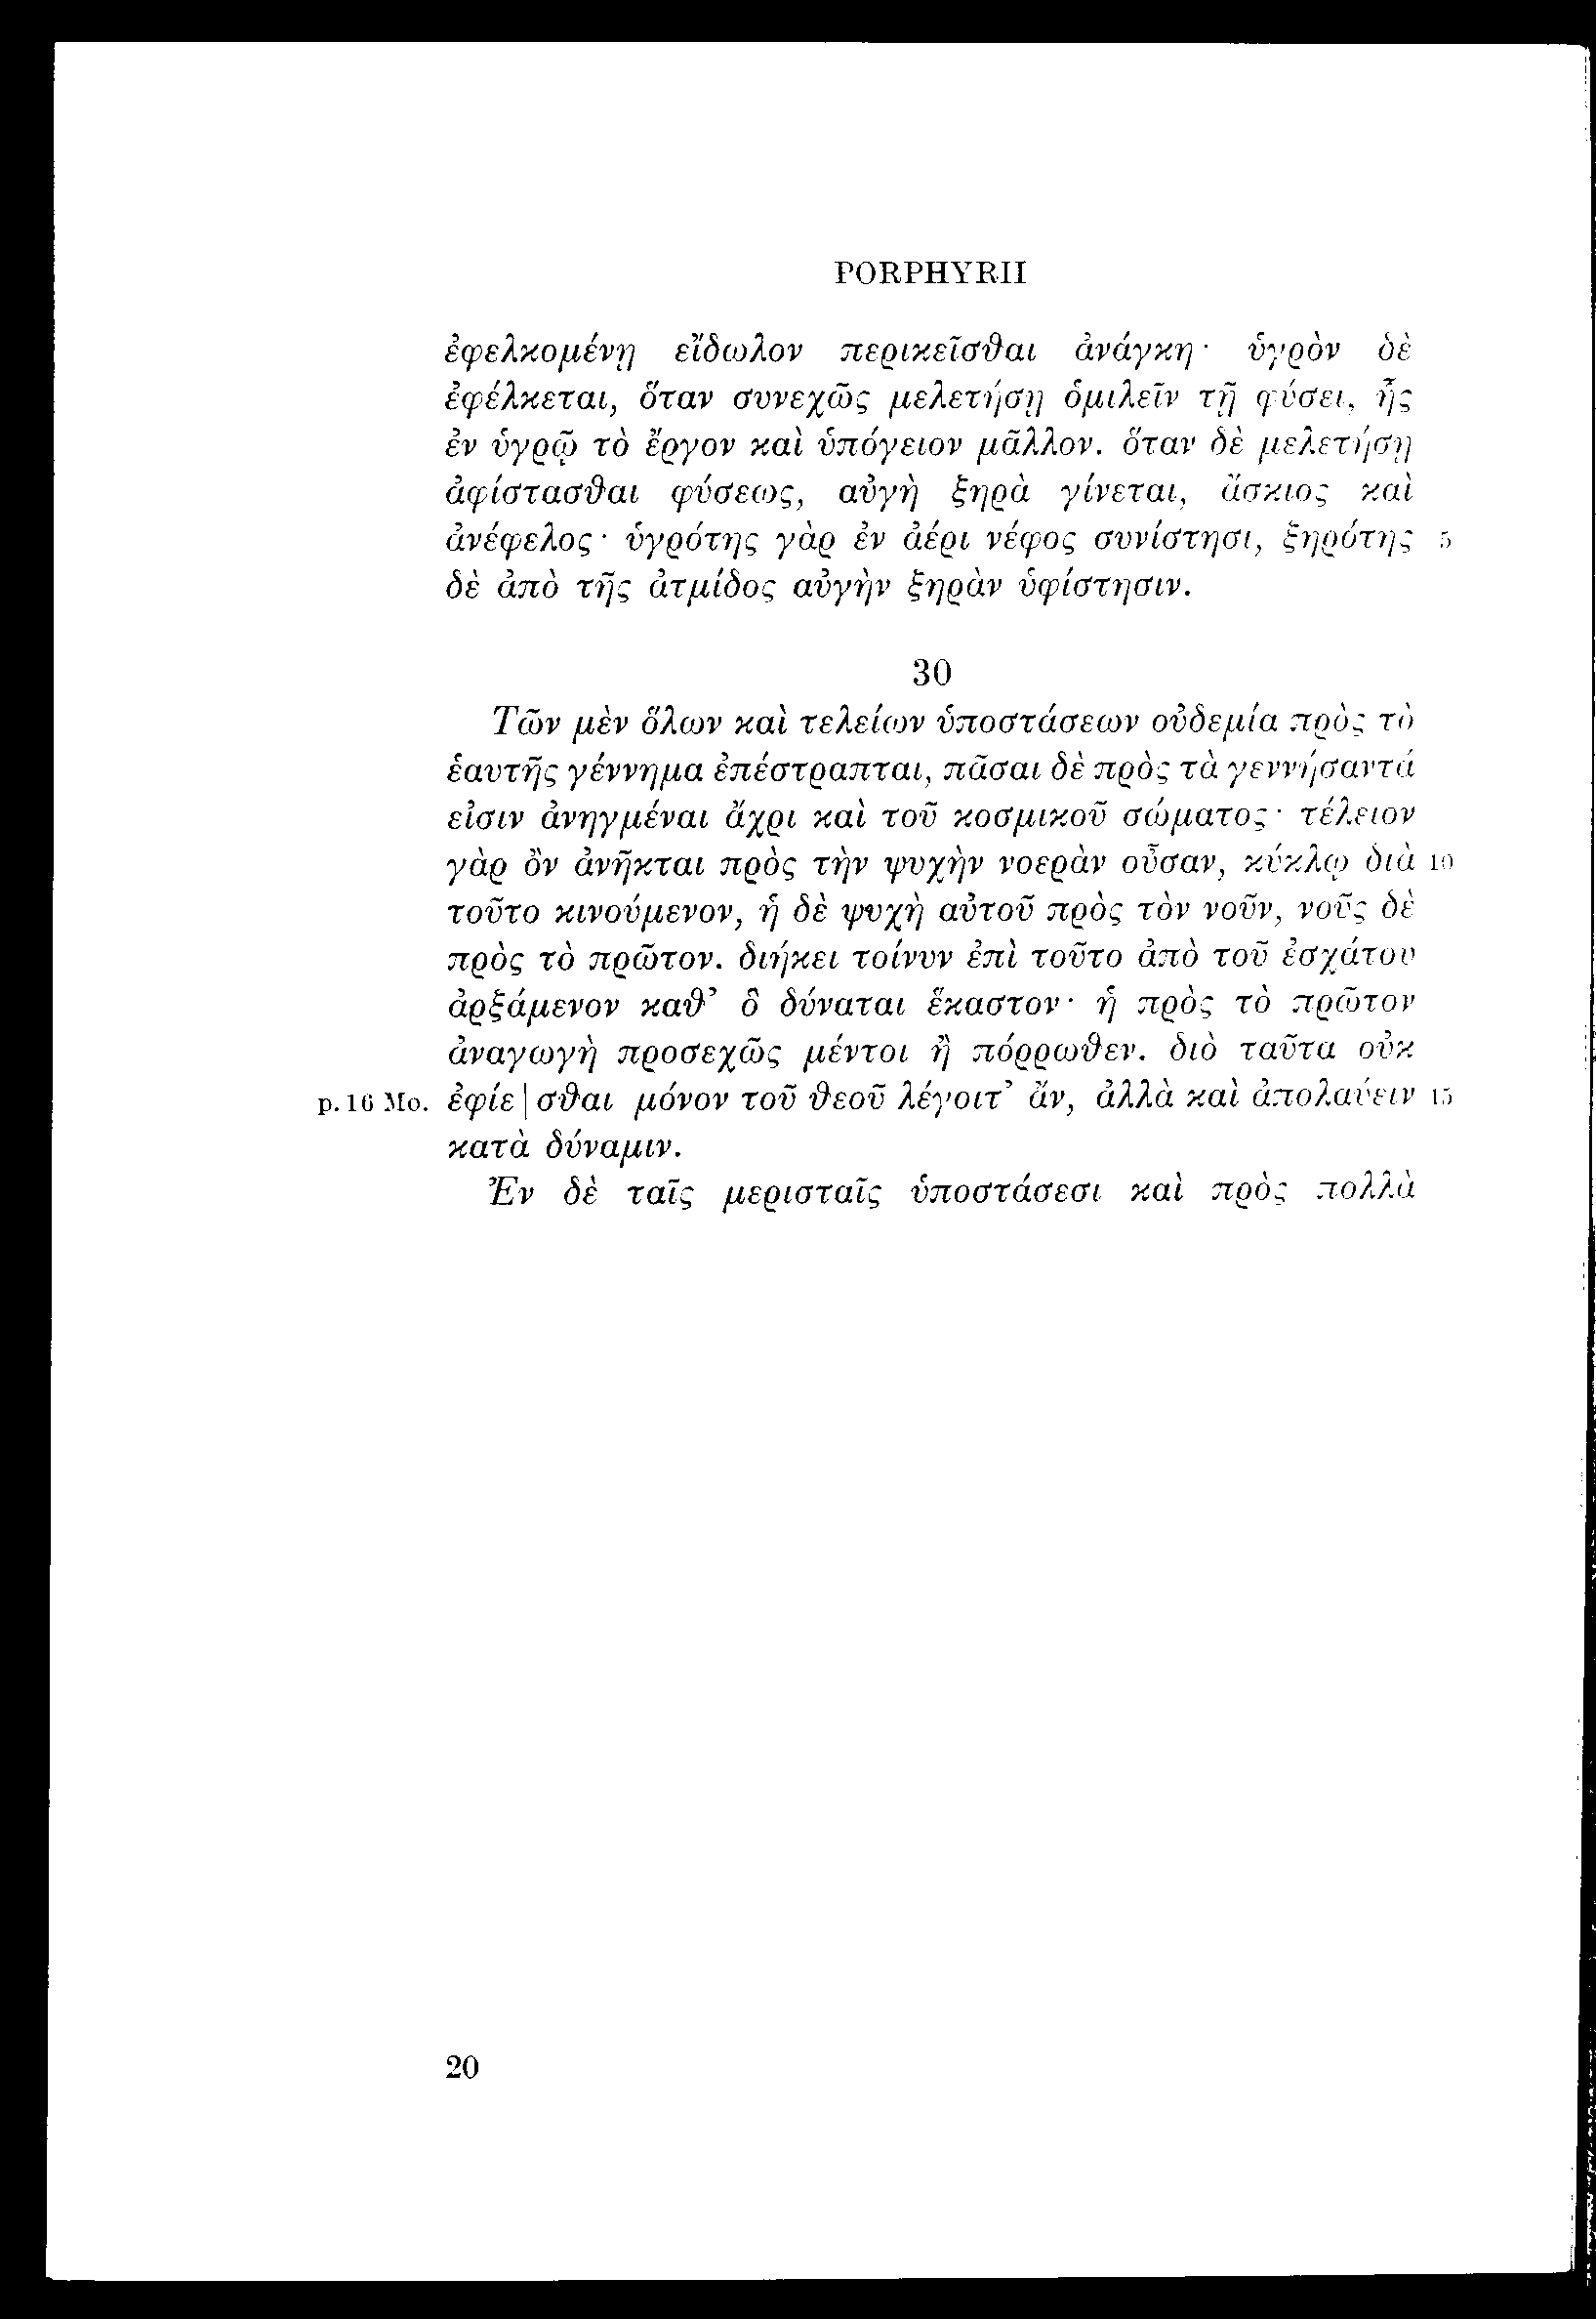 PORPHYRII
ἐφελκομένῃ εἴδωλον περικεῖσϑαι ἀνάγκη· ὑγρὸν δὲ
ἐφέλκεται, ὅταν συνεχῶς μελετήσῃ ὁμιλεῖν τῇ φύσει, ἧς
ἐν ὑγρῷ τὸ ἔργον καὶ ὑπόγειον μᾶλλον. ὅταν δὲ μελετήσῃ
ἀφίστασϑαι φύσεως, αὐγὴ ξηρὰ γίνεται, ἄσκιος καὶ
ἀνέφελος· ὑγρότης γὰρ ἐν ἀέρι νέφος συνίστησι, ξηρότης 5
δὲ ἀπὸ τῆς ἀτμίδος αὐγὴν ξηρὰν ὑφίστησιν.
30
Τῶν μὲν ὅλων καὶ τελείων ὑποστάσεων οὐδεμία πρὸς τὸ
ἑαυτῆς γέννημα ἐπέστραπται, πᾶσαι δὲ πρὸς τὰ γεννήσαντά
εἰσιν ἀνηγμέναι ἄχρι καὶ τοῦ κοσμικοῦ σώματος· τέλειον
γὰρ ὂν ἀνῆκται πρὸς τὴν ψυχὴν νοερὰν οὖσαν, κύκλῳ διὰ 10
τοῦτο κινούμενον, ἡ δὲ ψυχὴ αὐτοῦ πρὸς τὸν νοῦν, νοῦς δὲ
πρὸς τὸ πρῶτον. διήκει τοίνυν ἐπὶ τοῦτο ἀπὸ τοῦ ἐσχάτου
ἀρξάμενον καϑ’ ὃ δύναται ἕκαστον· ἡ πρὸς τὸ πρῶτον
ἀναγωγὴ προσεχῶς μέντοι ἢ πόρρωϑεν. διὸ ταῦτα οὐκ
p. 16 Mo. ἐφίε|σϑαι μόνον τοῦ ϑεοῦ λέγοιτ’ ἄν, ἀλλὰ καὶ ἀπολαύειν 15
κατὰ δύναμιν.
Ἐν δὲ ταῖς μερισταῖς ὑποστάσεσι καὶ πρὸς πολλὰ
20